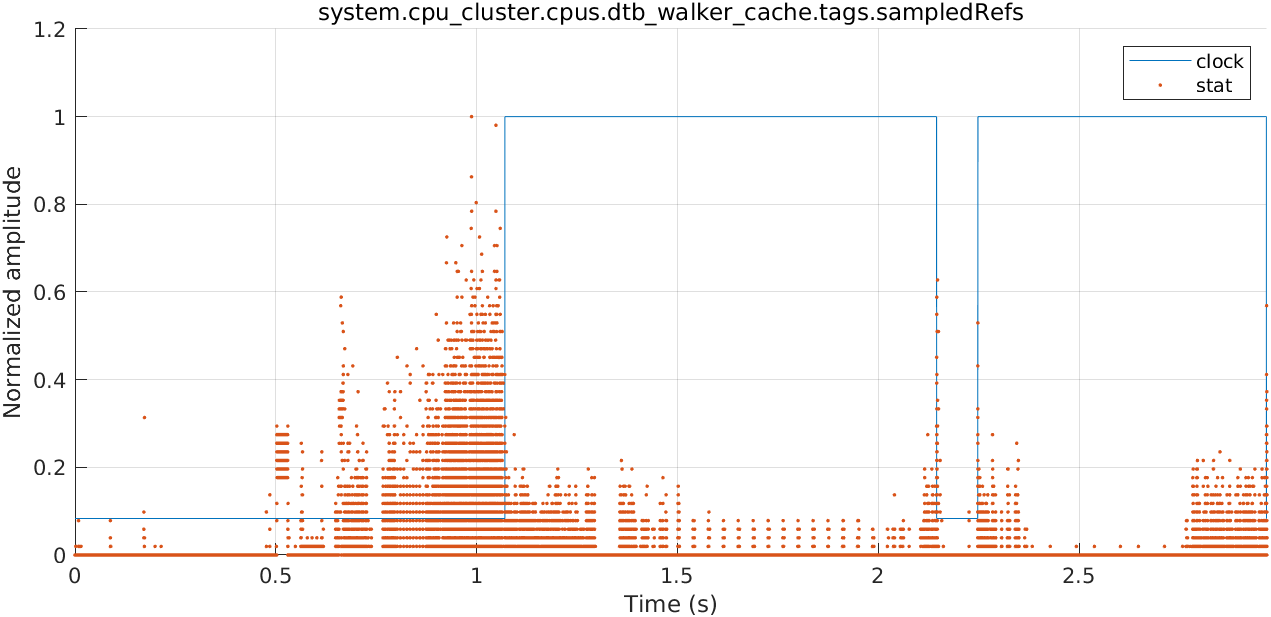 system.cpu_cluster.cpus.dtb_walker_cache.tags.sampledRefs
1.2
1
0.8
0.6
0.4
0.2
0
Normalized amplitude
clock
stat
0
0.5
1
1.5
2
2.5
Time (s)